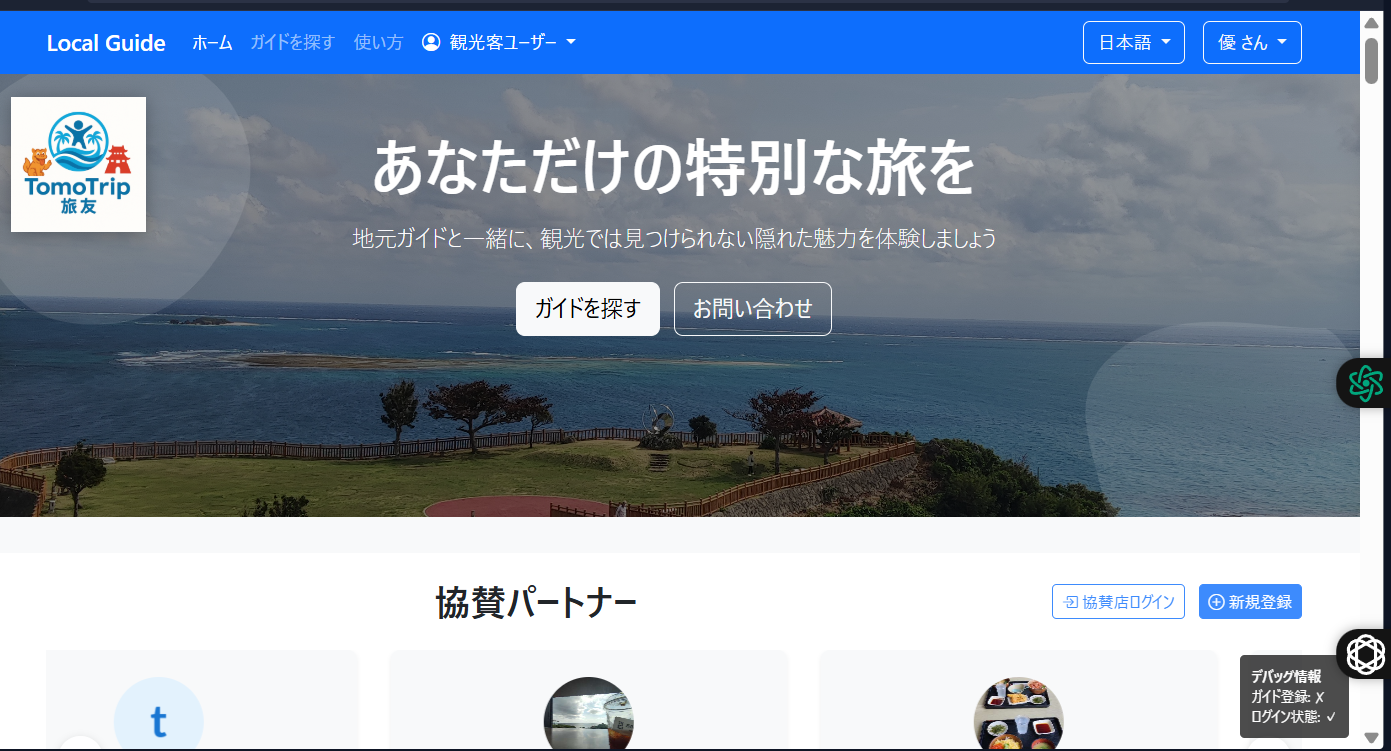 Local Guide ホーム ガイドを探す 使い方 観光客ユーザー 日本語 優 さん
TomoTrip
旅友
あなただけの特別な旅を
地元ガイドと一緒に、観光では見つけられない隠れた魅力を体験しましょう
ガイドを探す お問い合わせ
協賛パートナー 協賛店ログイン 新規登録
t
デバッグ情報
ガイド登録: ✗
ログイン状態: ✓